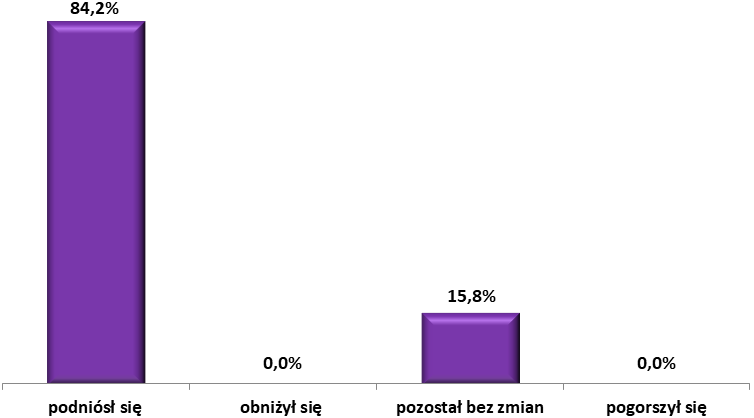 84,2%
15,8%
0,0%
0,0%
podniósł się
obniżył się
pozostał bez zmian
pogorszył się